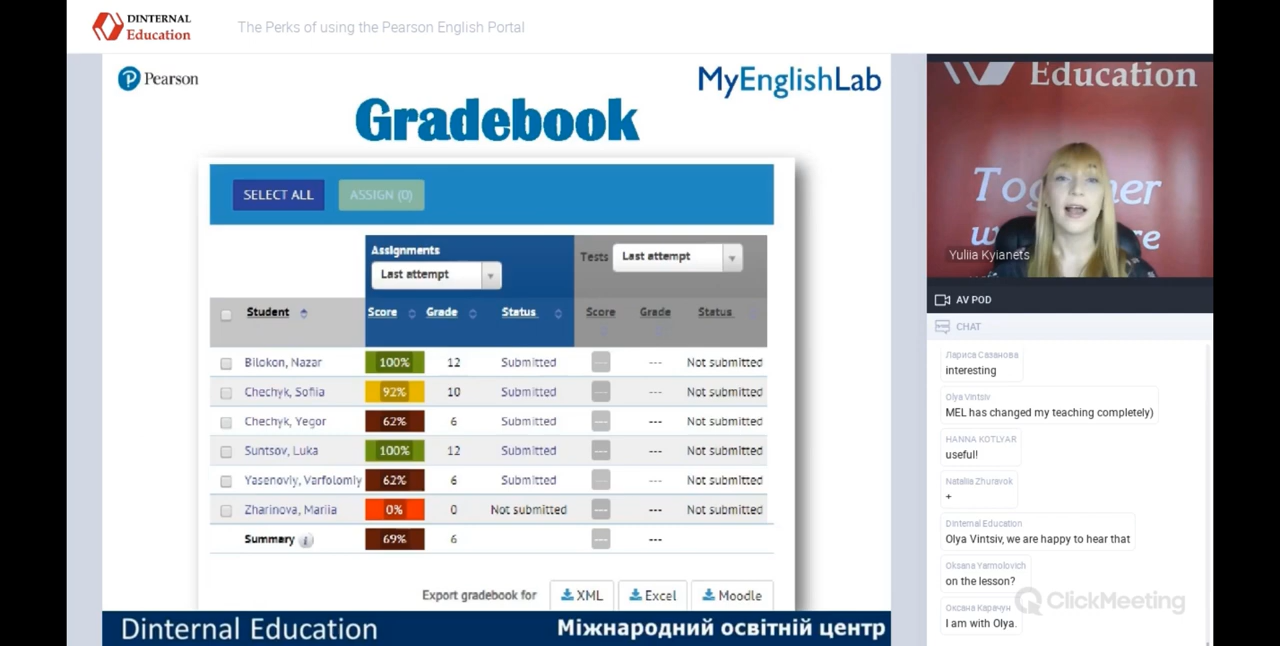 DINTERNAL
Education
The Perks of using the Pearson English Portal
Pearson
MyEnglishLab
Gradebook
SELECT ALL
ASSIGN (0)
Assignments
Last attempt
Tests
Last attempt
Student
Score Grade Status
Score Grade Status
Bilokon, Nazar 100% 12 Submitted --- --- Not submitted
Chechyk, Sofiia 92% 10 Submitted --- --- Not submitted
Chechyk, Yegor 62% 6 Submitted --- --- Not submitted
Suntsov, Luka 100% 12 Submitted --- --- Not submitted
Yasenoviy, Varfolomiy 62% 6 Submitted --- --- Not submitted
Zharinova, Mariia 0% 0 Not submitted --- --- Not submitted
Summary i 69% 6 --- ---
Export gradebook for XML Excel Moodle
Dinternal Education
Міжнародний освітній центр
Education
Yuliia Kyianets
AV POD
CHAT
Лариса Сазанова
interesting
Olya Vintsiv
MEL has changed my teaching completely)
HANNA KOTLYAR
useful!
Nataliia Zhuravok
+
Dinternal Education
Olya Vintsiv, we are happy to hear that
Oksana Yarmolovich
on the lesson?
Оксана Карачун
I am with Olya.
ClickMeeting